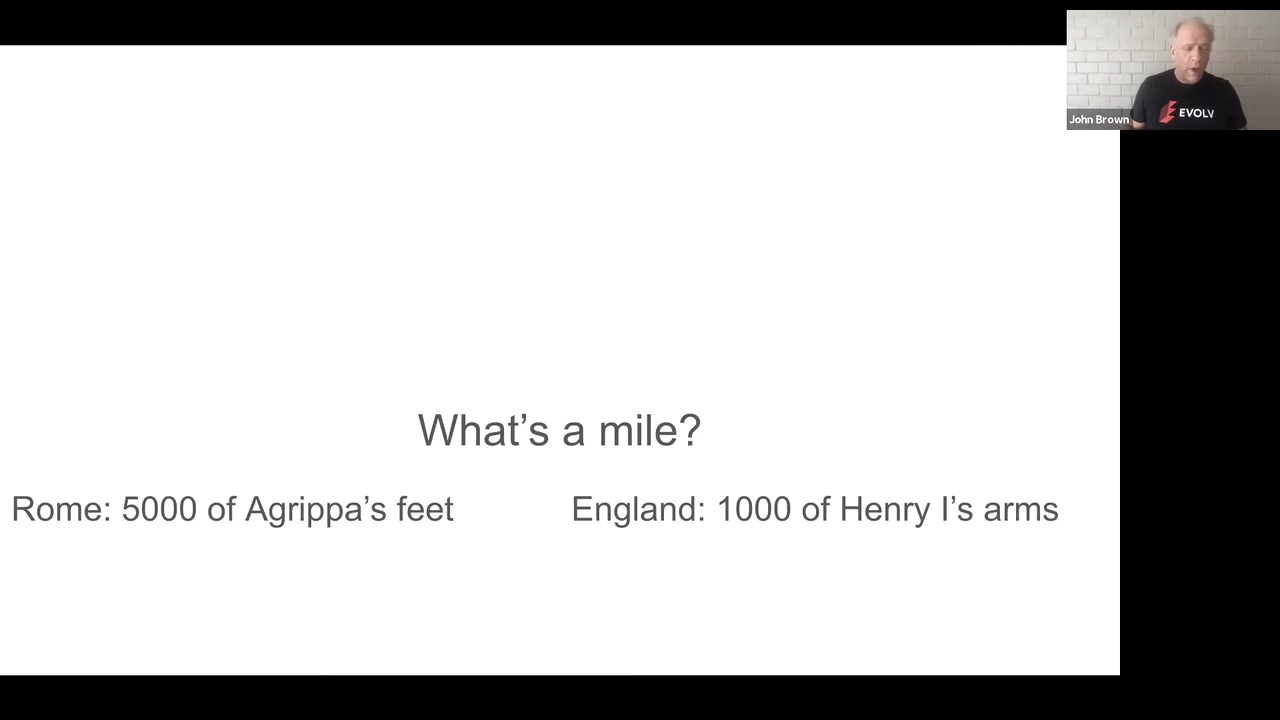 EVOLV
John Brown
What’s a mile?
Rome: 5000 of Agrippa’s feet
England: 1000 of Henry I’s arms